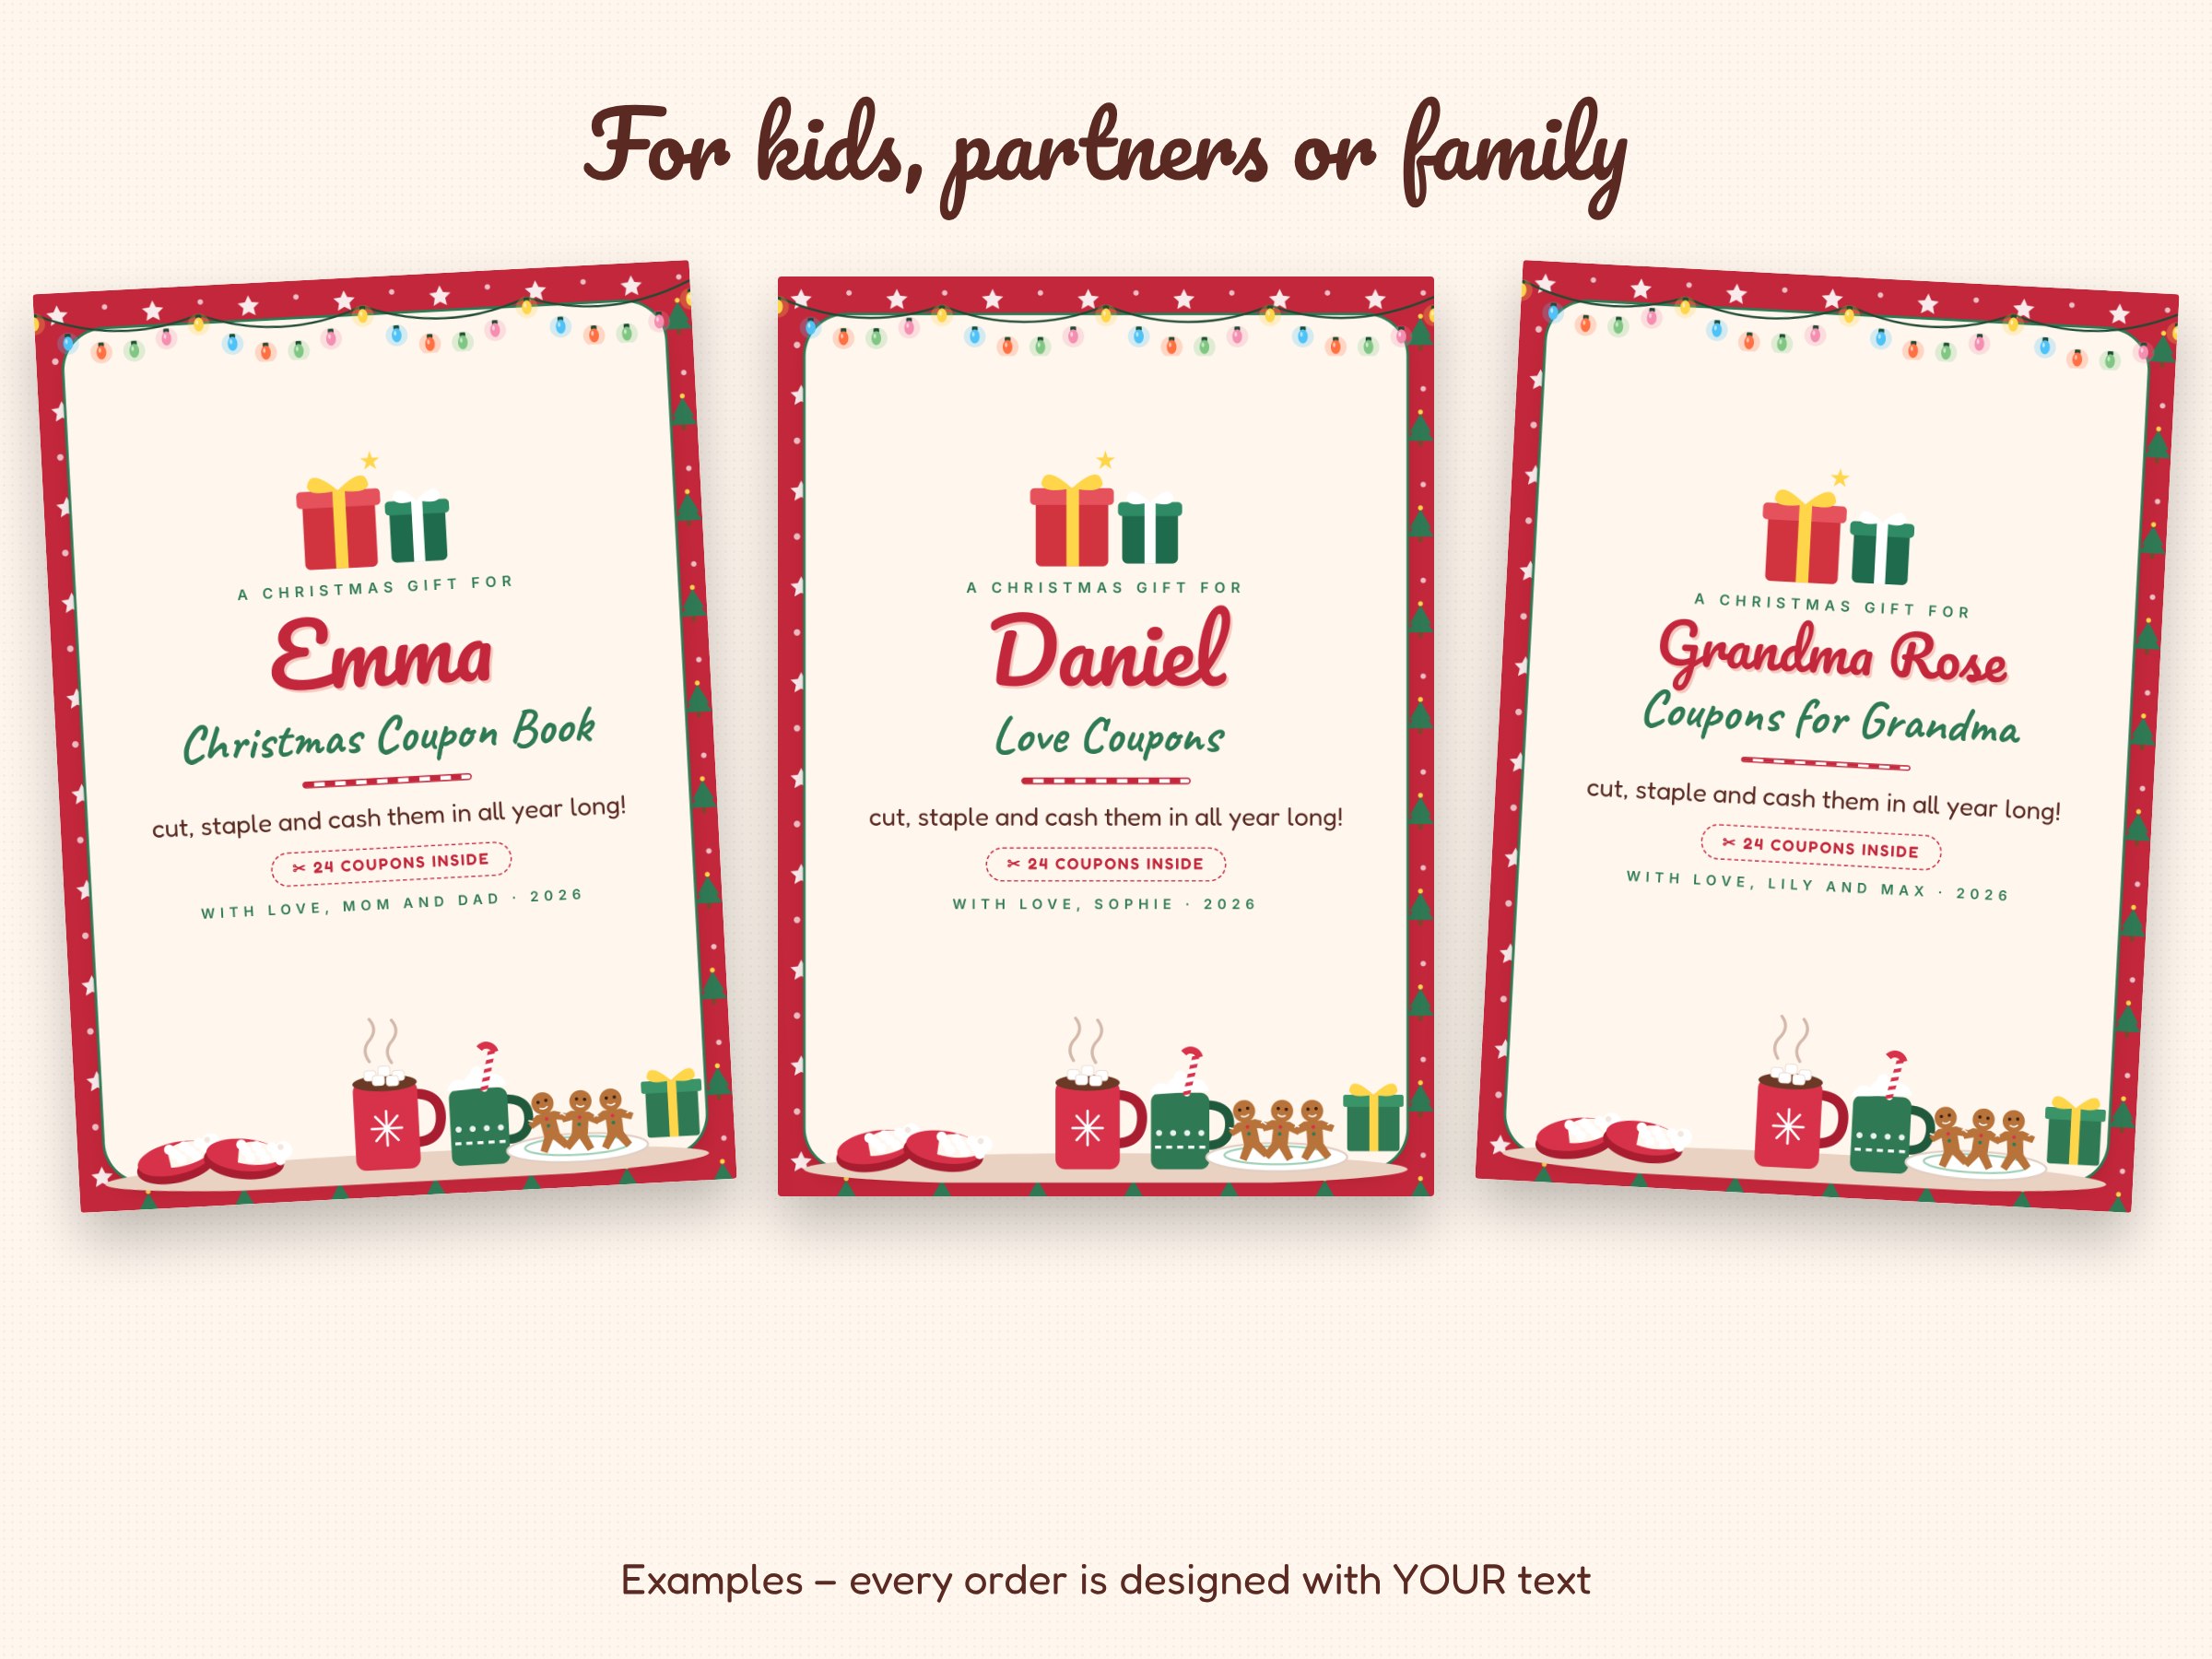 For kids, partners or family
A CHRISTMAS GIFT FOR
Emma
Christmas Coupon Book
cut, staple and cash them in all year long!
✂ 24 COUPONS INSIDE
WITH LOVE, MOM AND DAD · 2026
A CHRISTMAS GIFT FOR
Daniel
Love Coupons
cut, staple and cash them in all year long!
✂ 24 COUPONS INSIDE
WITH LOVE, SOPHIE · 2026
A CHRISTMAS GIFT FOR
Grandma Rose
Coupons for Grandma
cut, staple and cash them in all year long!
✂ 24 COUPONS INSIDE
WITH LOVE, LILY AND MAX · 2026
Examples – every order is designed with YOUR text